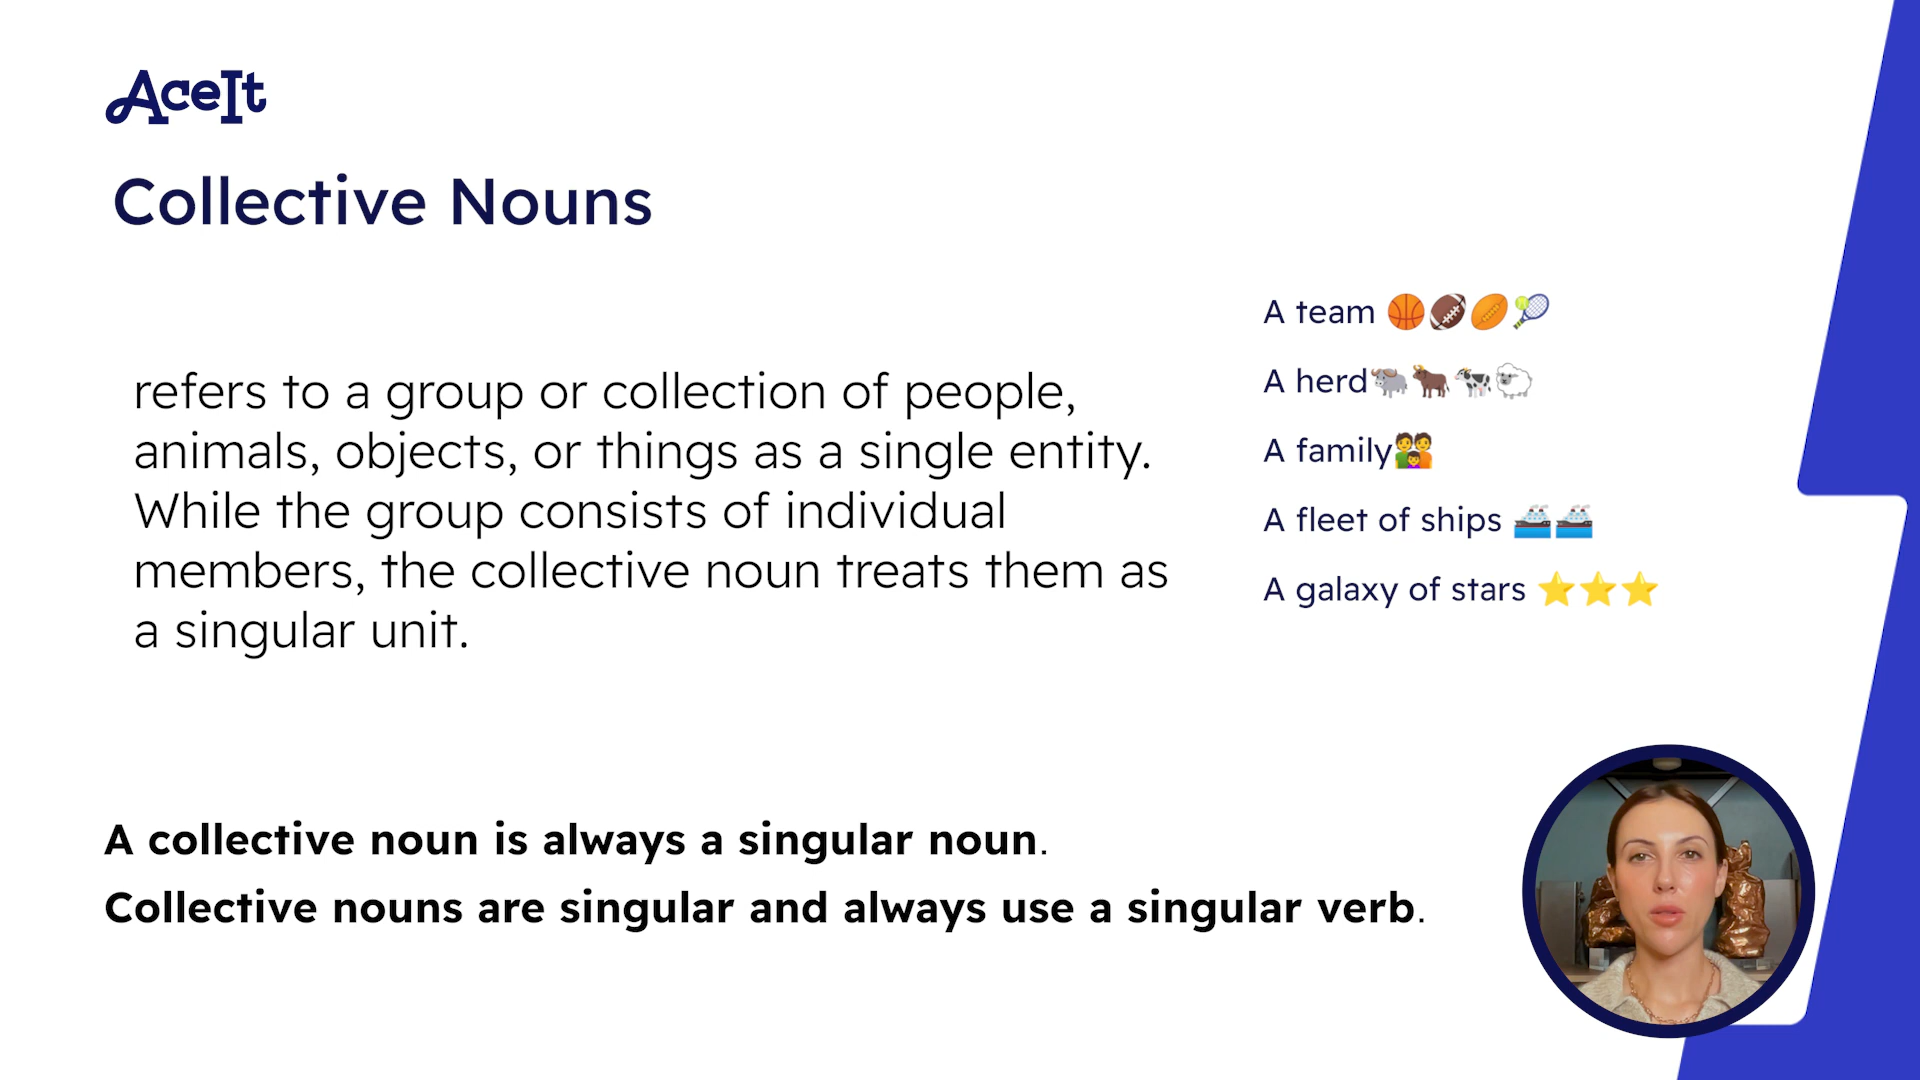 AceIt
Collective Nouns
refers to a group or collection of people,
animals, objects, or things as a single entity.
While the group consists of individual
members, the collective noun treats them as
a singular unit.
A team 🏀🏈🏉🎾
A herd🐃🐂🐄🐑
A family👪
A fleet of ships 🛳️🛳️
A galaxy of stars ⭐⭐⭐
A collective noun is always a singular noun.
Collective nouns are singular and always use a singular verb.